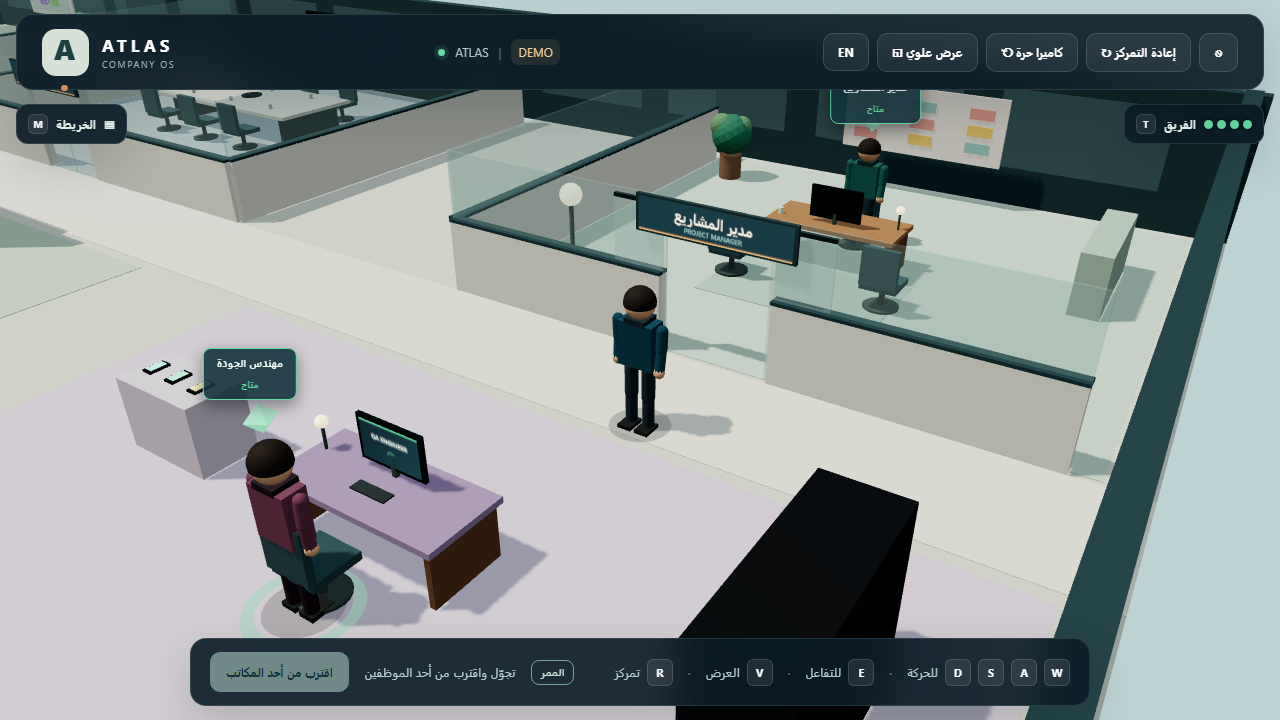 A
ATLAS
COMPANY OS
ATLAS | DEMO
EN
عرض علوي
كاميرا حرة
إعادة التمركز
الخريطة M
الفريق T
متاح
مدير المشاريع
PROJECT MANAGER
مهندس الجودة
متاح
QA ENGINEER
W A S D للحركة · E للتفاعل · V العرض · R تمركز
الممر
تجوّل واقترب من أحد الموظفين
اقترب من أحد المكاتب